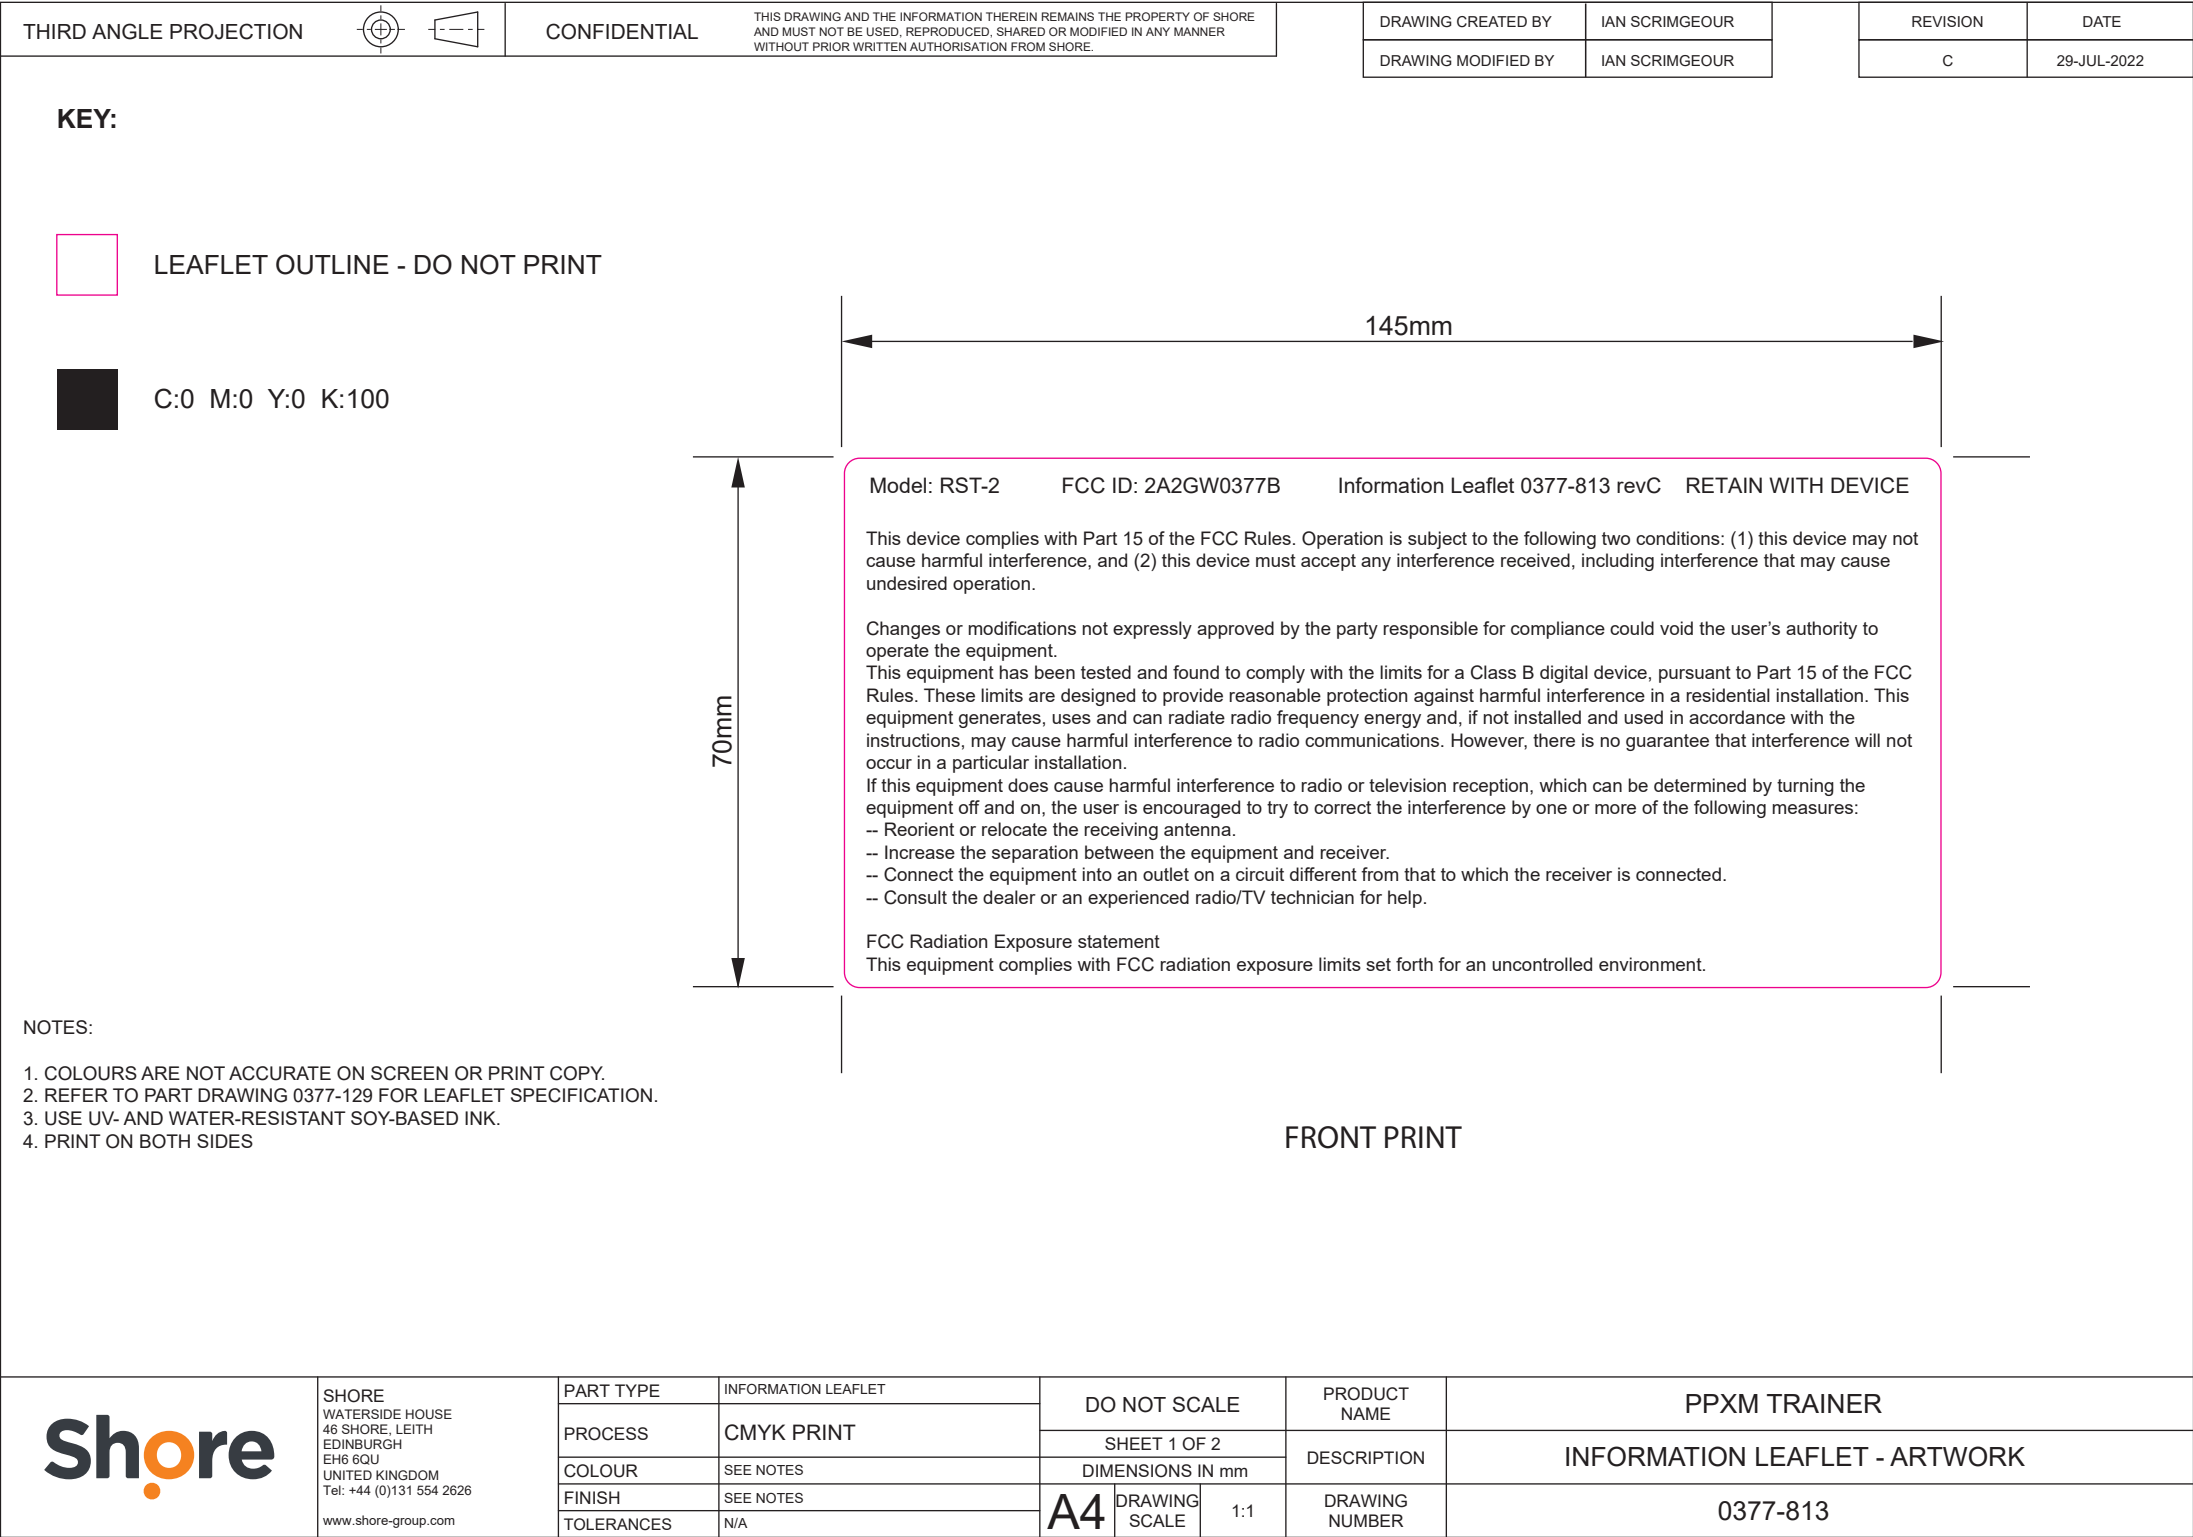 THIRD ANGLE PROJECTION
CONFIDENTIAL
THIS DRAWING AND THE INFORMATION THEREIN REMAINS THE PROPERTY OF SHORE
AND MUST NOT BE USED, REPRODUCED, SHARED OR MODIFIED IN ANY MANNER
WITHOUT PRIOR WRITTEN AUTHORISATION FROM SHORE.
DRAWING CREATED BY IAN SCRIMGEOUR
DRAWING MODIFIED BY IAN SCRIMGEOUR
REVISION DATE
C 29-JUL-2022
KEY:
LEAFLET OUTLINE - DO NOT PRINT
C:0 M:0 Y:0 K:100
145mm
70mm
Model: RST-2 FCC ID: 2A2GW0377B Information Leaflet 0377-813 revC RETAIN WITH DEVICE
This device complies with Part 15 of the FCC Rules. Operation is subject to the following two conditions: (1) this device may not
cause harmful interference, and (2) this device must accept any interference received, including interference that may cause
undesired operation.
Changes or modifications not expressly approved by the party responsible for compliance could void the user's authority to
operate the equipment.
This equipment has been tested and found to comply with the limits for a Class B digital device, pursuant to Part 15 of the FCC
Rules. These limits are designed to provide reasonable protection against harmful interference in a residential installation. This
equipment generates, uses and can radiate radio frequency energy and, if not installed and used in accordance with the
instructions, may cause harmful interference to radio communications. However, there is no guarantee that interference will not
occur in a particular installation.
If this equipment does cause harmful interference to radio or television reception, which can be determined by turning the
equipment off and on, the user is encouraged to try to correct the interference by one or more of the following measures:
-- Reorient or relocate the receiving antenna.
-- Increase the separation between the equipment and receiver.
-- Connect the equipment into an outlet on a circuit different from that to which the receiver is connected.
-- Consult the dealer or an experienced radio/TV technician for help.
FCC Radiation Exposure statement
This equipment complies with FCC radiation exposure limits set forth for an uncontrolled environment.
NOTES:
1. COLOURS ARE NOT ACCURATE ON SCREEN OR PRINT COPY.
2. REFER TO PART DRAWING 0377-129 FOR LEAFLET SPECIFICATION.
3. USE UV- AND WATER-RESISTANT SOY-BASED INK.
4. PRINT ON BOTH SIDES
FRONT PRINT
Shore
SHORE
WATERSIDE HOUSE
46 SHORE, LEITH
EDINBURGH
EH6 6QU
UNITED KINGDOM
Tel: +44 (0)131 554 2626
www.shore-group.com
PART TYPE INFORMATION LEAFLET
PROCESS CMYK PRINT
COLOUR SEE NOTES
FINISH SEE NOTES
TOLERANCES N/A
DO NOT SCALE
SHEET 1 OF 2
DIMENSIONS IN mm
A4
DRAWING
SCALE
1:1
PRODUCT
NAME
PPXM TRAINER
DESCRIPTION
INFORMATION LEAFLET - ARTWORK
DRAWING
NUMBER
0377-813